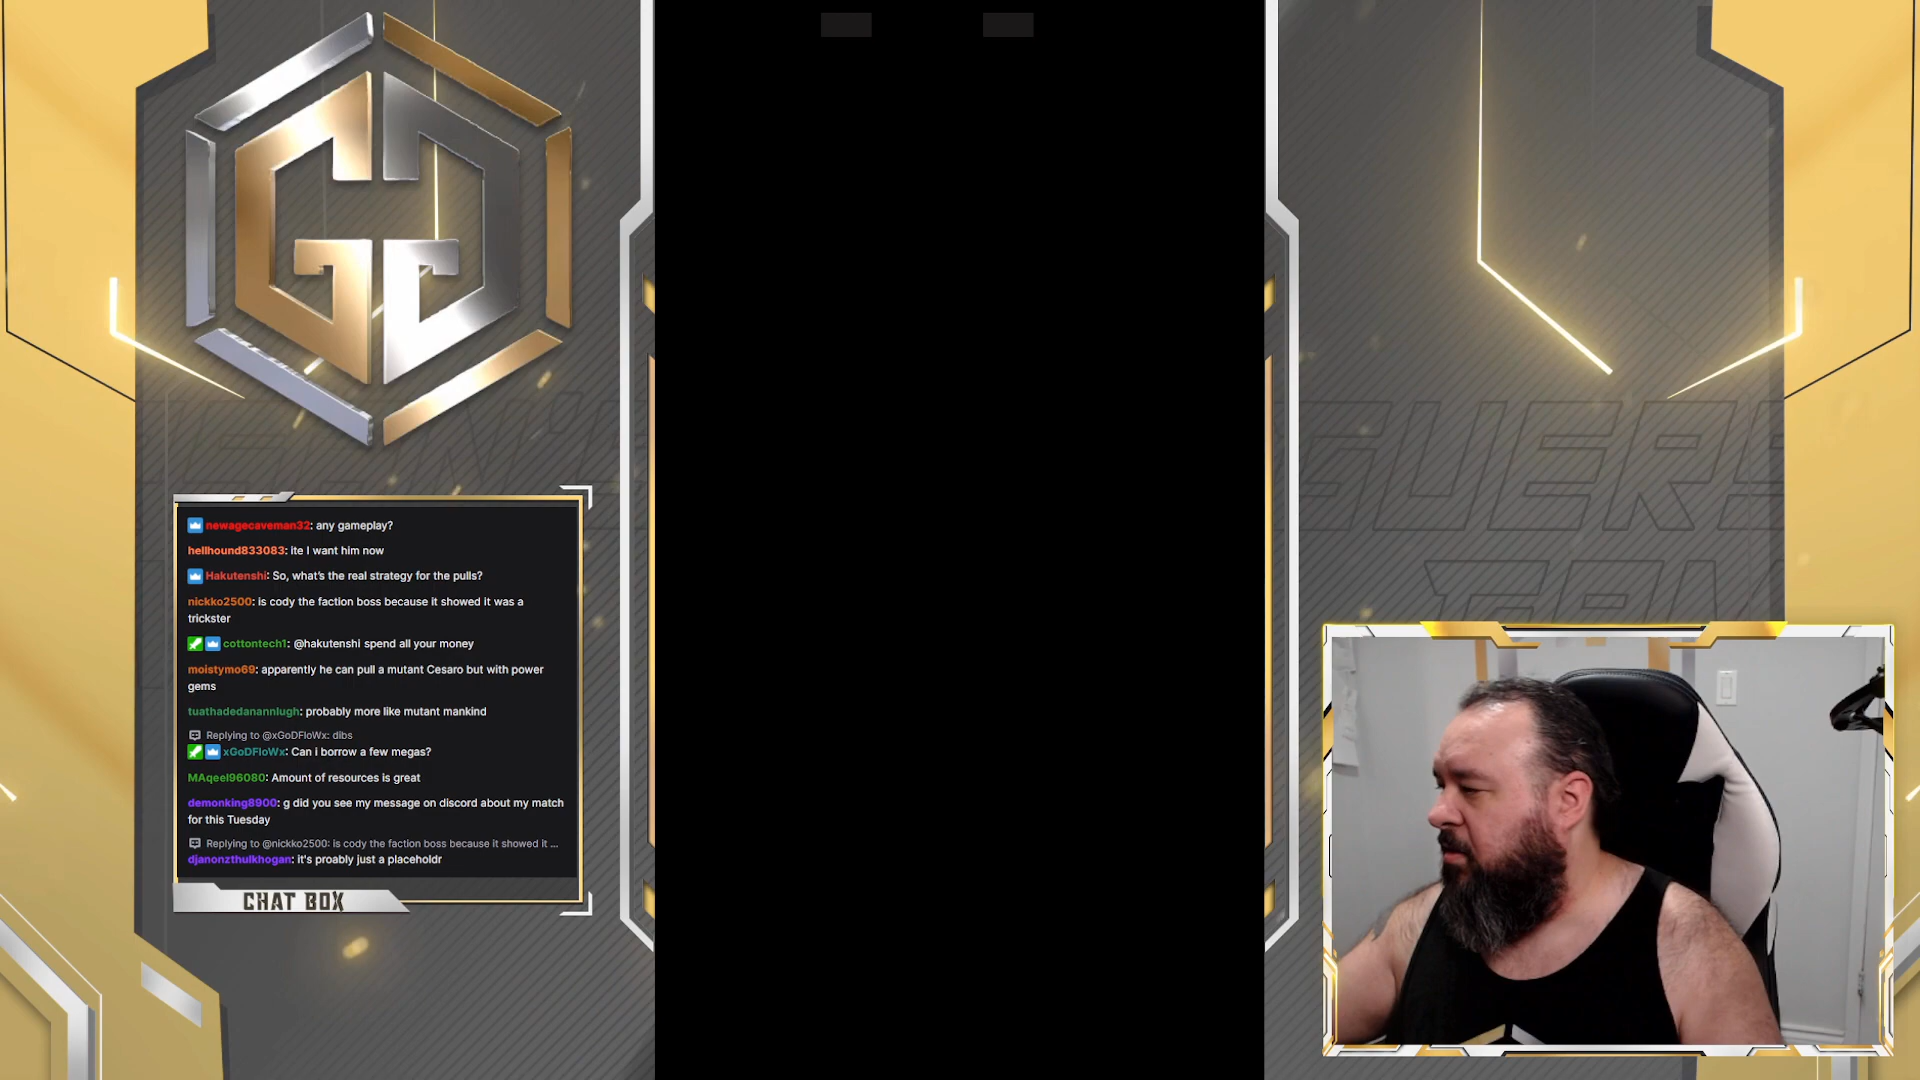 newagecaveman32: any gameplay?
hellhound833083: ite I want him now
Hakutenshi: So, what's the real strategy for the pulls?
nickko2500: is cody the faction boss because it showed it was a
trickster
cottontech1: @hakutenshi spend all your money
moistymo69: apparently he can pull a mutant Cesaro but with power
gems
tuathadedanannlugh: probably more like mutant mankind
Replying to @xGoDFloWx: dibs
xGoDFloWx: Can i borrow a few megas?
MAqeel96080: Amount of resources is great
demonking8900: g did you see my message on discord about my match
for this Tuesday
Replying to @nickko2500: is cody the faction boss because it showed it ...
djanonzthulkhogan: it's proably just a placeholdr
CHAT BOX